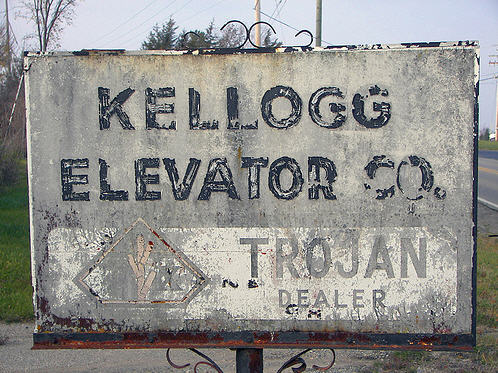 KELLOGG
ELEVATOR CO.
TROJAN
DEALER